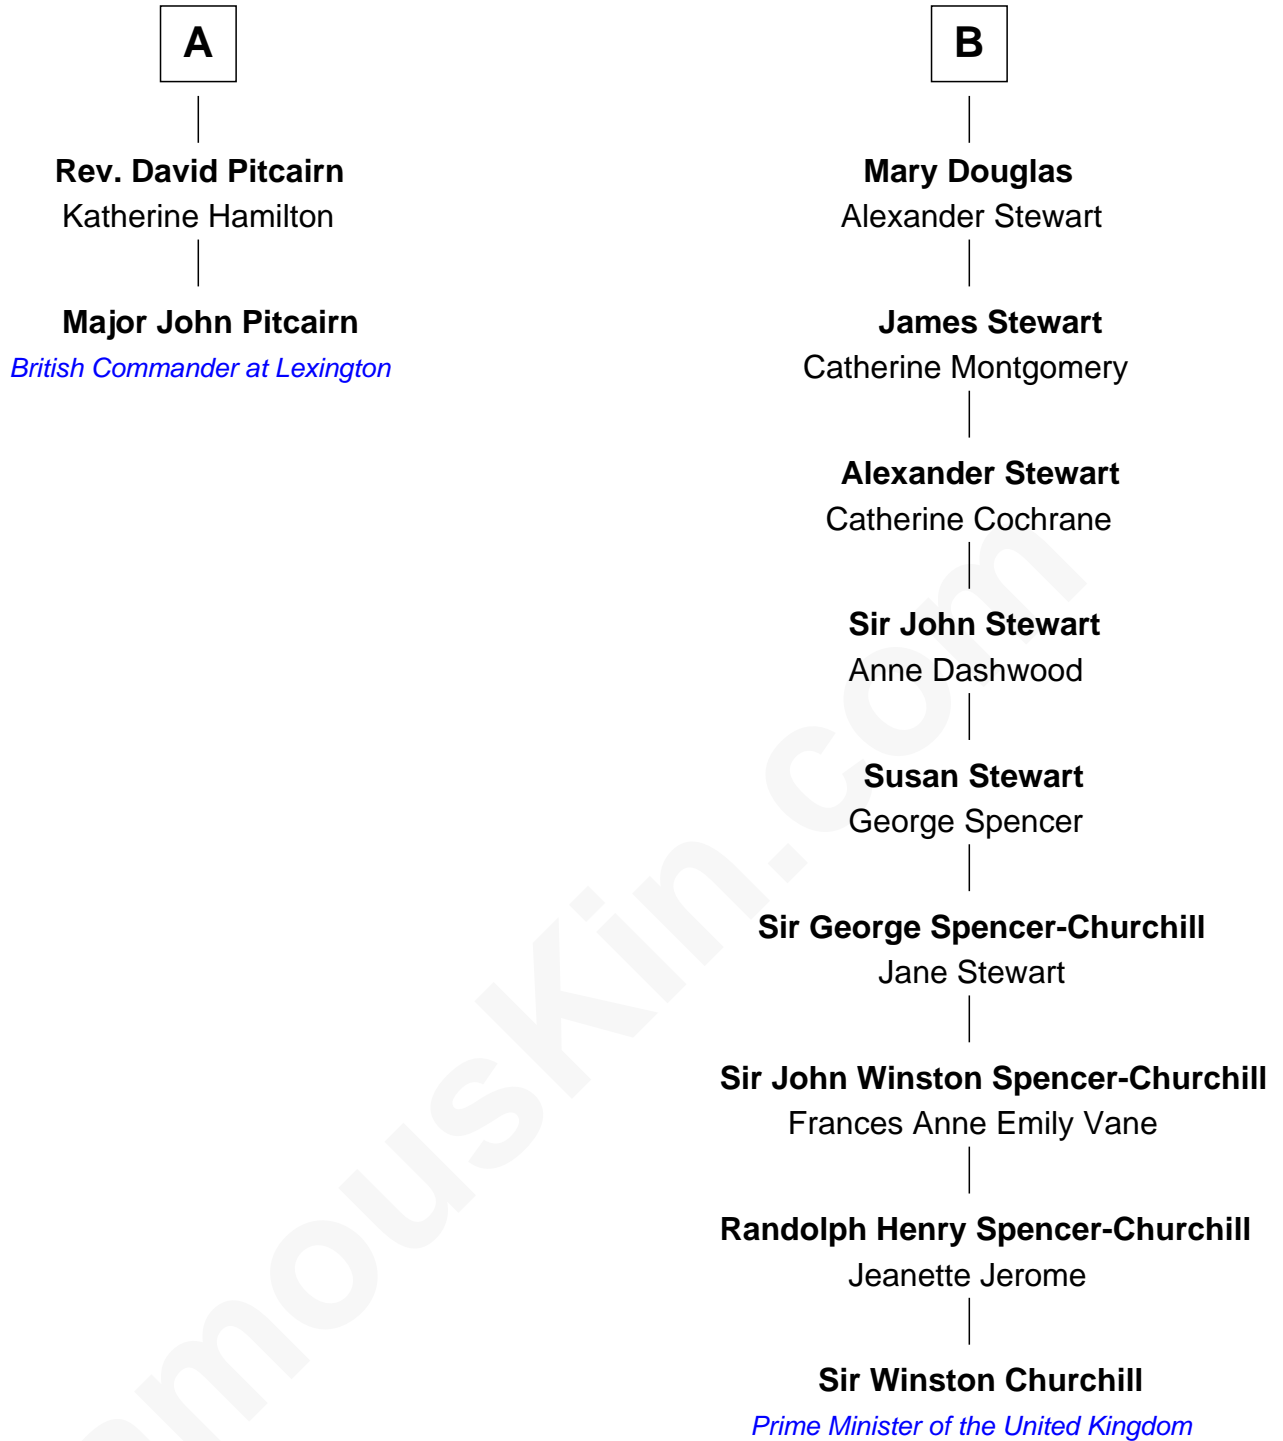 A
Rev. David Pitcairn
Katherine Hamilton
Major John Pitcairn
British Commander at Lexington
B
Mary Douglas
Alexander Stewart
James Stewart
Catherine Montgomery
Alexander Stewart
Catherine Cochrane
Sir John Stewart
Anne Dashwood
Susan Stewart
George Spencer
Sir George Spencer-Churchill
Jane Stewart
Sir John Winston Spencer-Churchill
Frances Anne Emily Vane
Randolph Henry Spencer-Churchill
Jeanette Jerome
Sir Winston Churchill
Prime Minister of the United Kingdom
amousKin.com